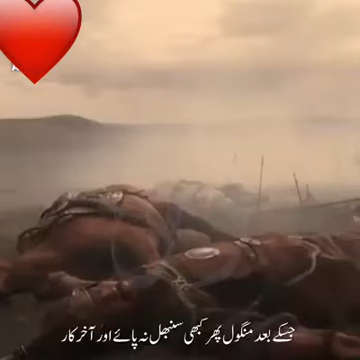 جسکے بعد منگول پھر کبھی سنبھل نہ پائے اور آخر کار